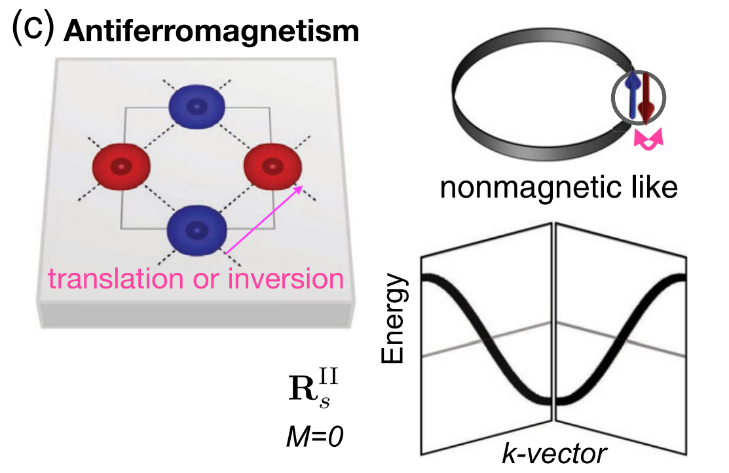 (c) Antiferromagnetism
nonmagnetic like
translation or inversion
Energy
R_s^II
M=0
k-vector